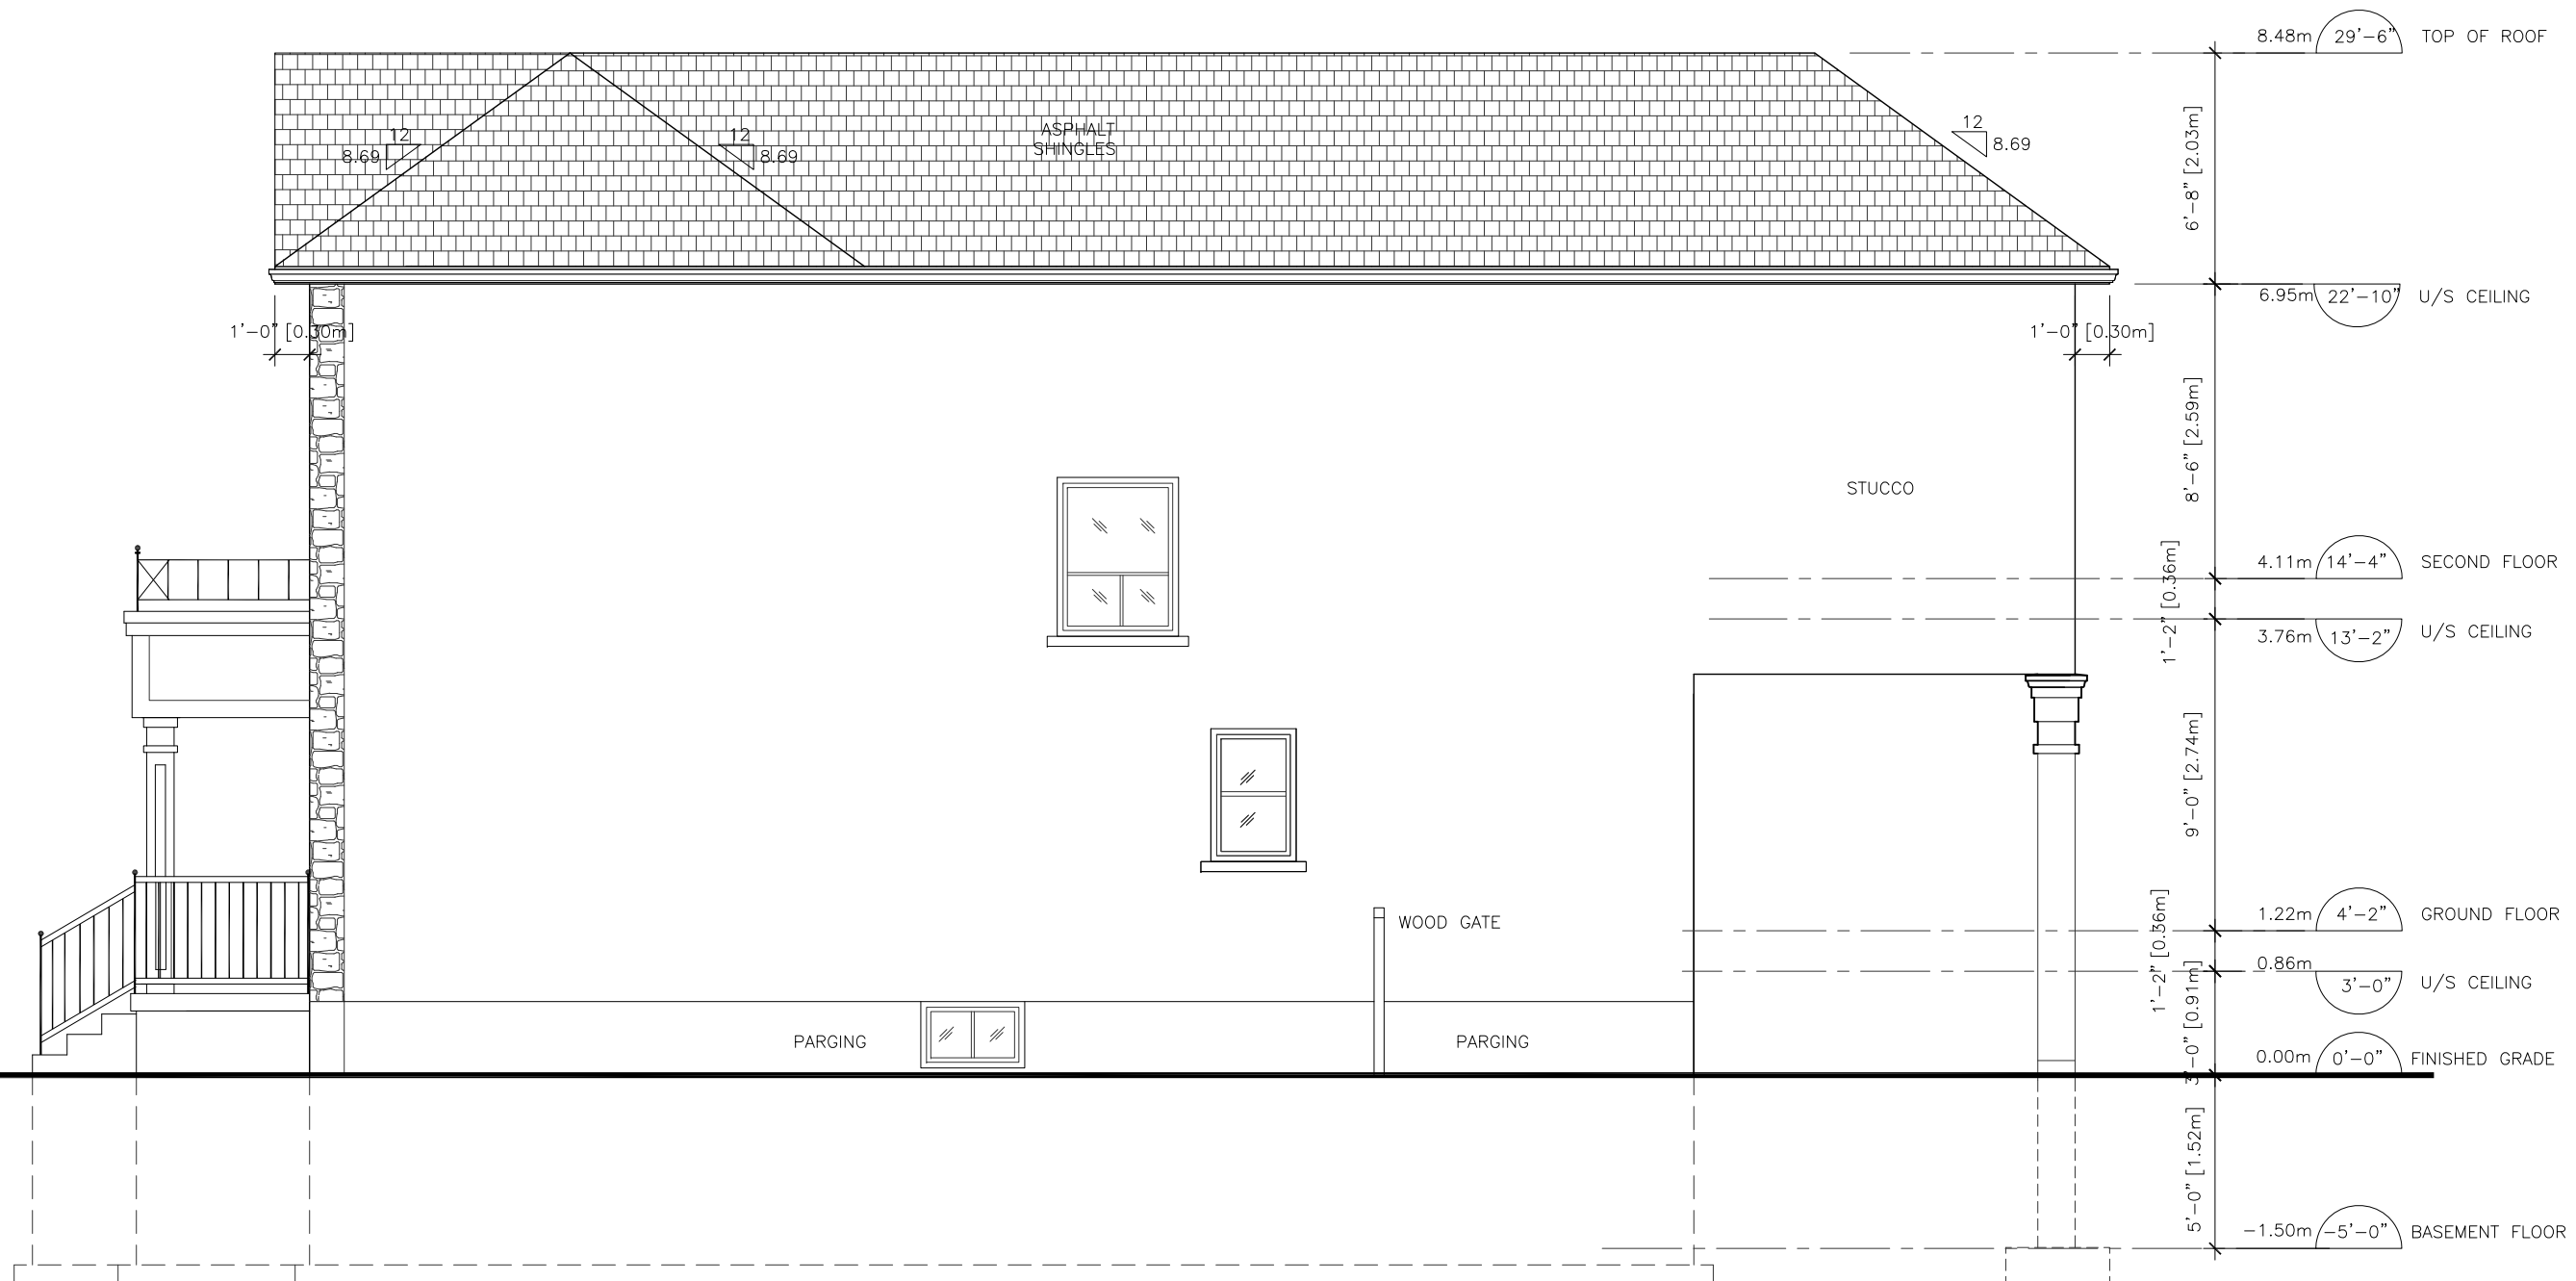 8.48m 29'-6" TOP OF ROOF
12
8.69
12
8.69
ASPHALT
SHINGLES
12
8.69
6'-8" [2.03m]
6.95m 22'-10" U/S CEILING
1'-0" [0.30m]
1'-0" [0.30m]
8'-6" [2.59m]
STUCCO
4.11m 14'-4" SECOND FLOOR
1'-2" [0.36m]
3.76m 13'-2" U/S CEILING
9'-0" [2.74m]
WOOD GATE
1.22m 4'-2" GROUND FLOOR
1'-2" [0.36m]
0.86m 3'-0" U/S CEILING
3'-0" [0.91m]
PARGING
PARGING
0.00m 0'-0" FINISHED GRADE
5'-0" [1.52m]
-1.50m -5'-0" BASEMENT FLOOR